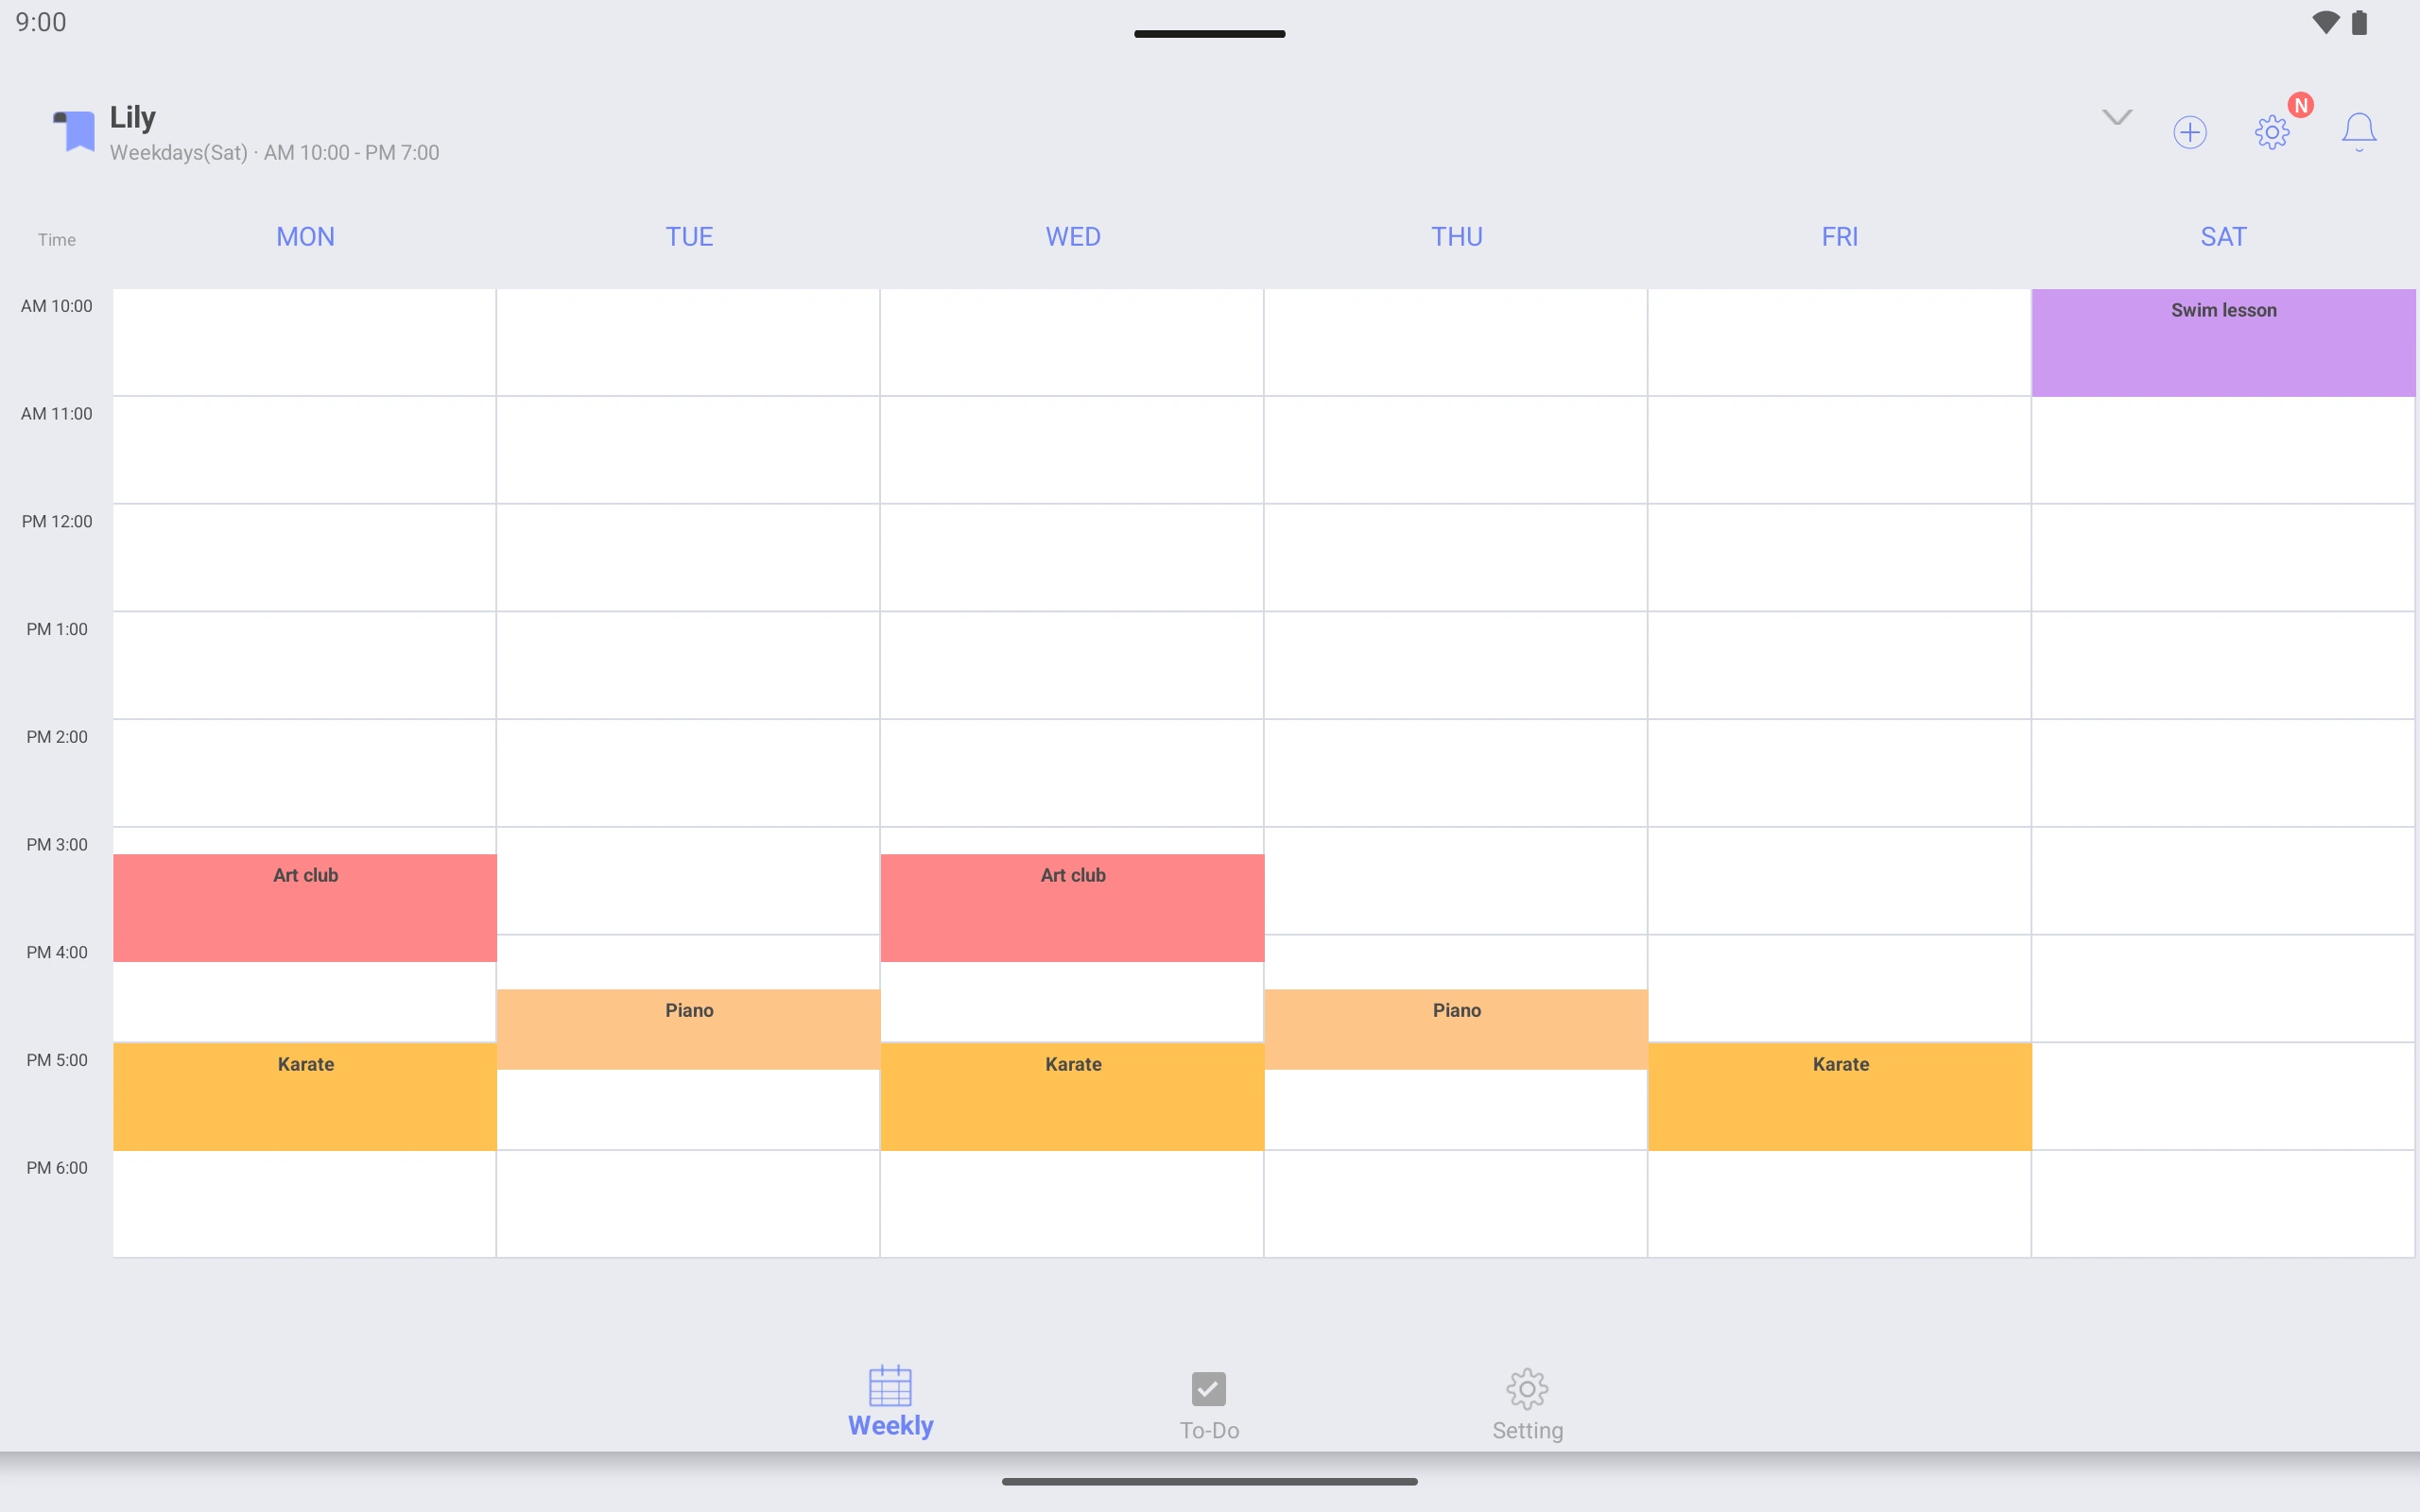 9:00
Lily
N
Weekdays(Sat) · AM 10:00 - PM 7:00
Time MON TUE WED THU FRI SAT
AM 10:00
Swim lesson
AM 11:00
PM 12:00
PM 1:00
PM 2:00
PM 3:00
Art club Art club
PM 4:00
Piano Piano
PM 5:00
Karate Karate Karate
PM 6:00
Weekly To-Do Setting